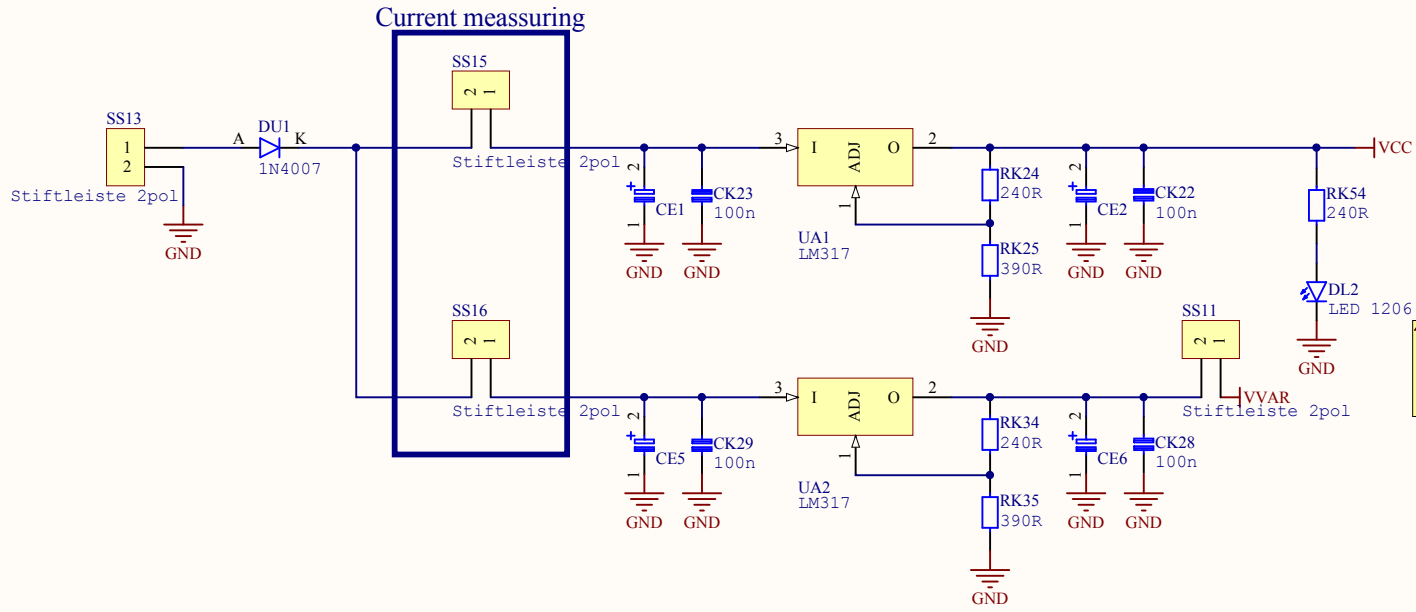 Current meassuring
SS15
2 1
Stiftleiste 2pol
SS13
1
2
Stiftleiste 2pol
GND
A
DU1
K
1N4007
2
+
1
CE1
GND
CK23
100n
GND
3
I
ADJ
O
2
1
UA1
LM317
RK24
240R
RK25
390R
GND
2
+
1
CE2
GND
CK22
100n
GND
VCC
RK54
240R
DL2
LED 1206
GND
SS16
2 1
Stiftleiste 2pol
2
+
1
CE5
GND
CK29
100n
GND
3
I
ADJ
O
2
1
UA2
LM317
RK34
240R
RK35
390R
GND
2
+
1
CE6
GND
CK28
100n
GND
SS11
2 1
VVAR
Stiftleiste 2pol